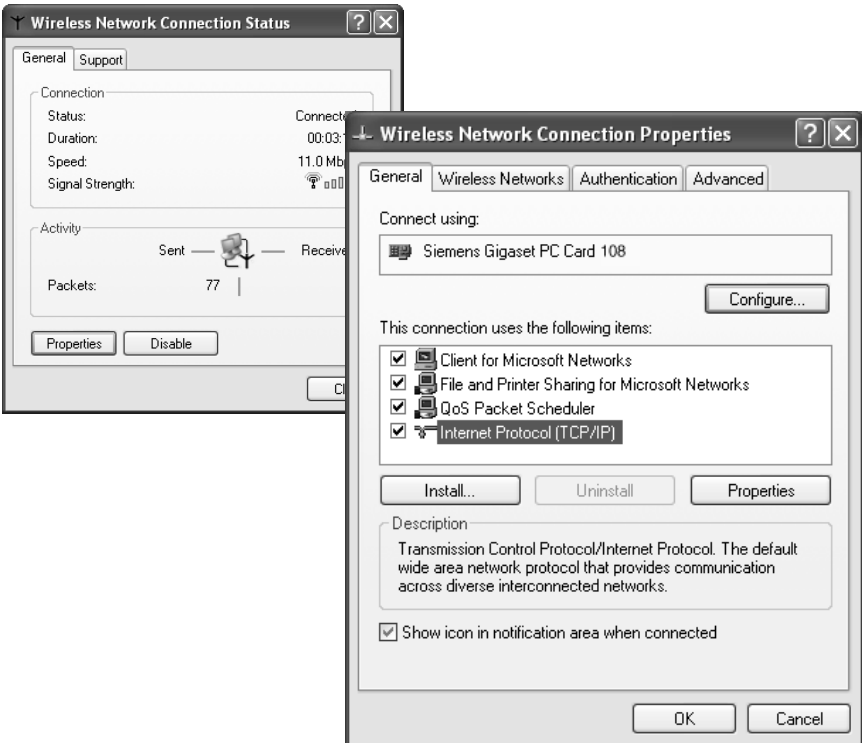 Wireless Network Connection Status
General Support
Connection
Status:
Duration: 00:03:
Speed: 11.0
Signal Strength:
Activity
Sent
Packets: 77
Properties Disable
Wireless Network Connection Properties
General Wireless Networks Authentication Advanced
Connect using:
Siemens Gigaset PC Card 108
Configure...
This connection uses the following items:
Client for Microsoft Networks
File and Printer Sharing for Microsoft Networks
QoS Packet Scheduler
Internet Protocol (TCP/IP)
Install... Uninstall Properties
Description
Transmission Control Protocol/Internet Protocol. The default
wide area network protocol that provides communication
across diverse interconnected networks.
Show icon in notification area when connected
OK Cancel